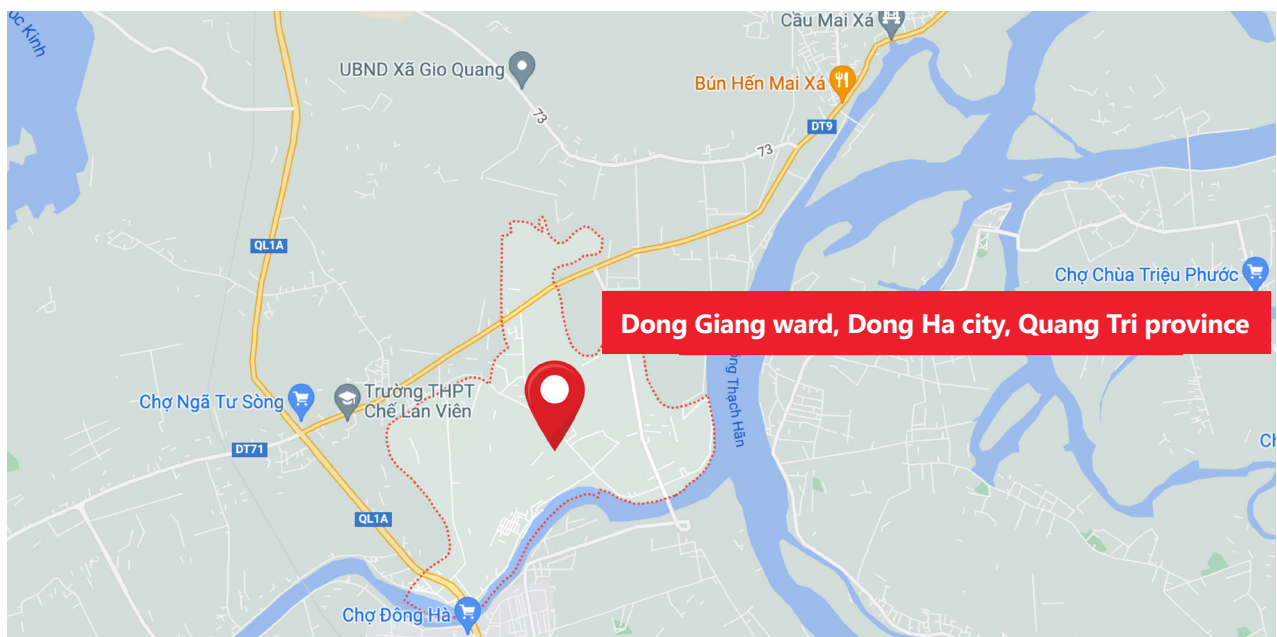 Cầu Mai Xá
UBND Xã Gio Quang
Bún Hến Mai Xá
73
DT9
73
QL1A
Chợ Chùa Triệu Phước
Dong Giang ward, Dong Ha city, Quang Tri province
Trường THPT
Chế Lan Viên
Chợ Ngã Tư Sòng
Thạch Hãn
DT71
QL1A
Chợ Đông Hà